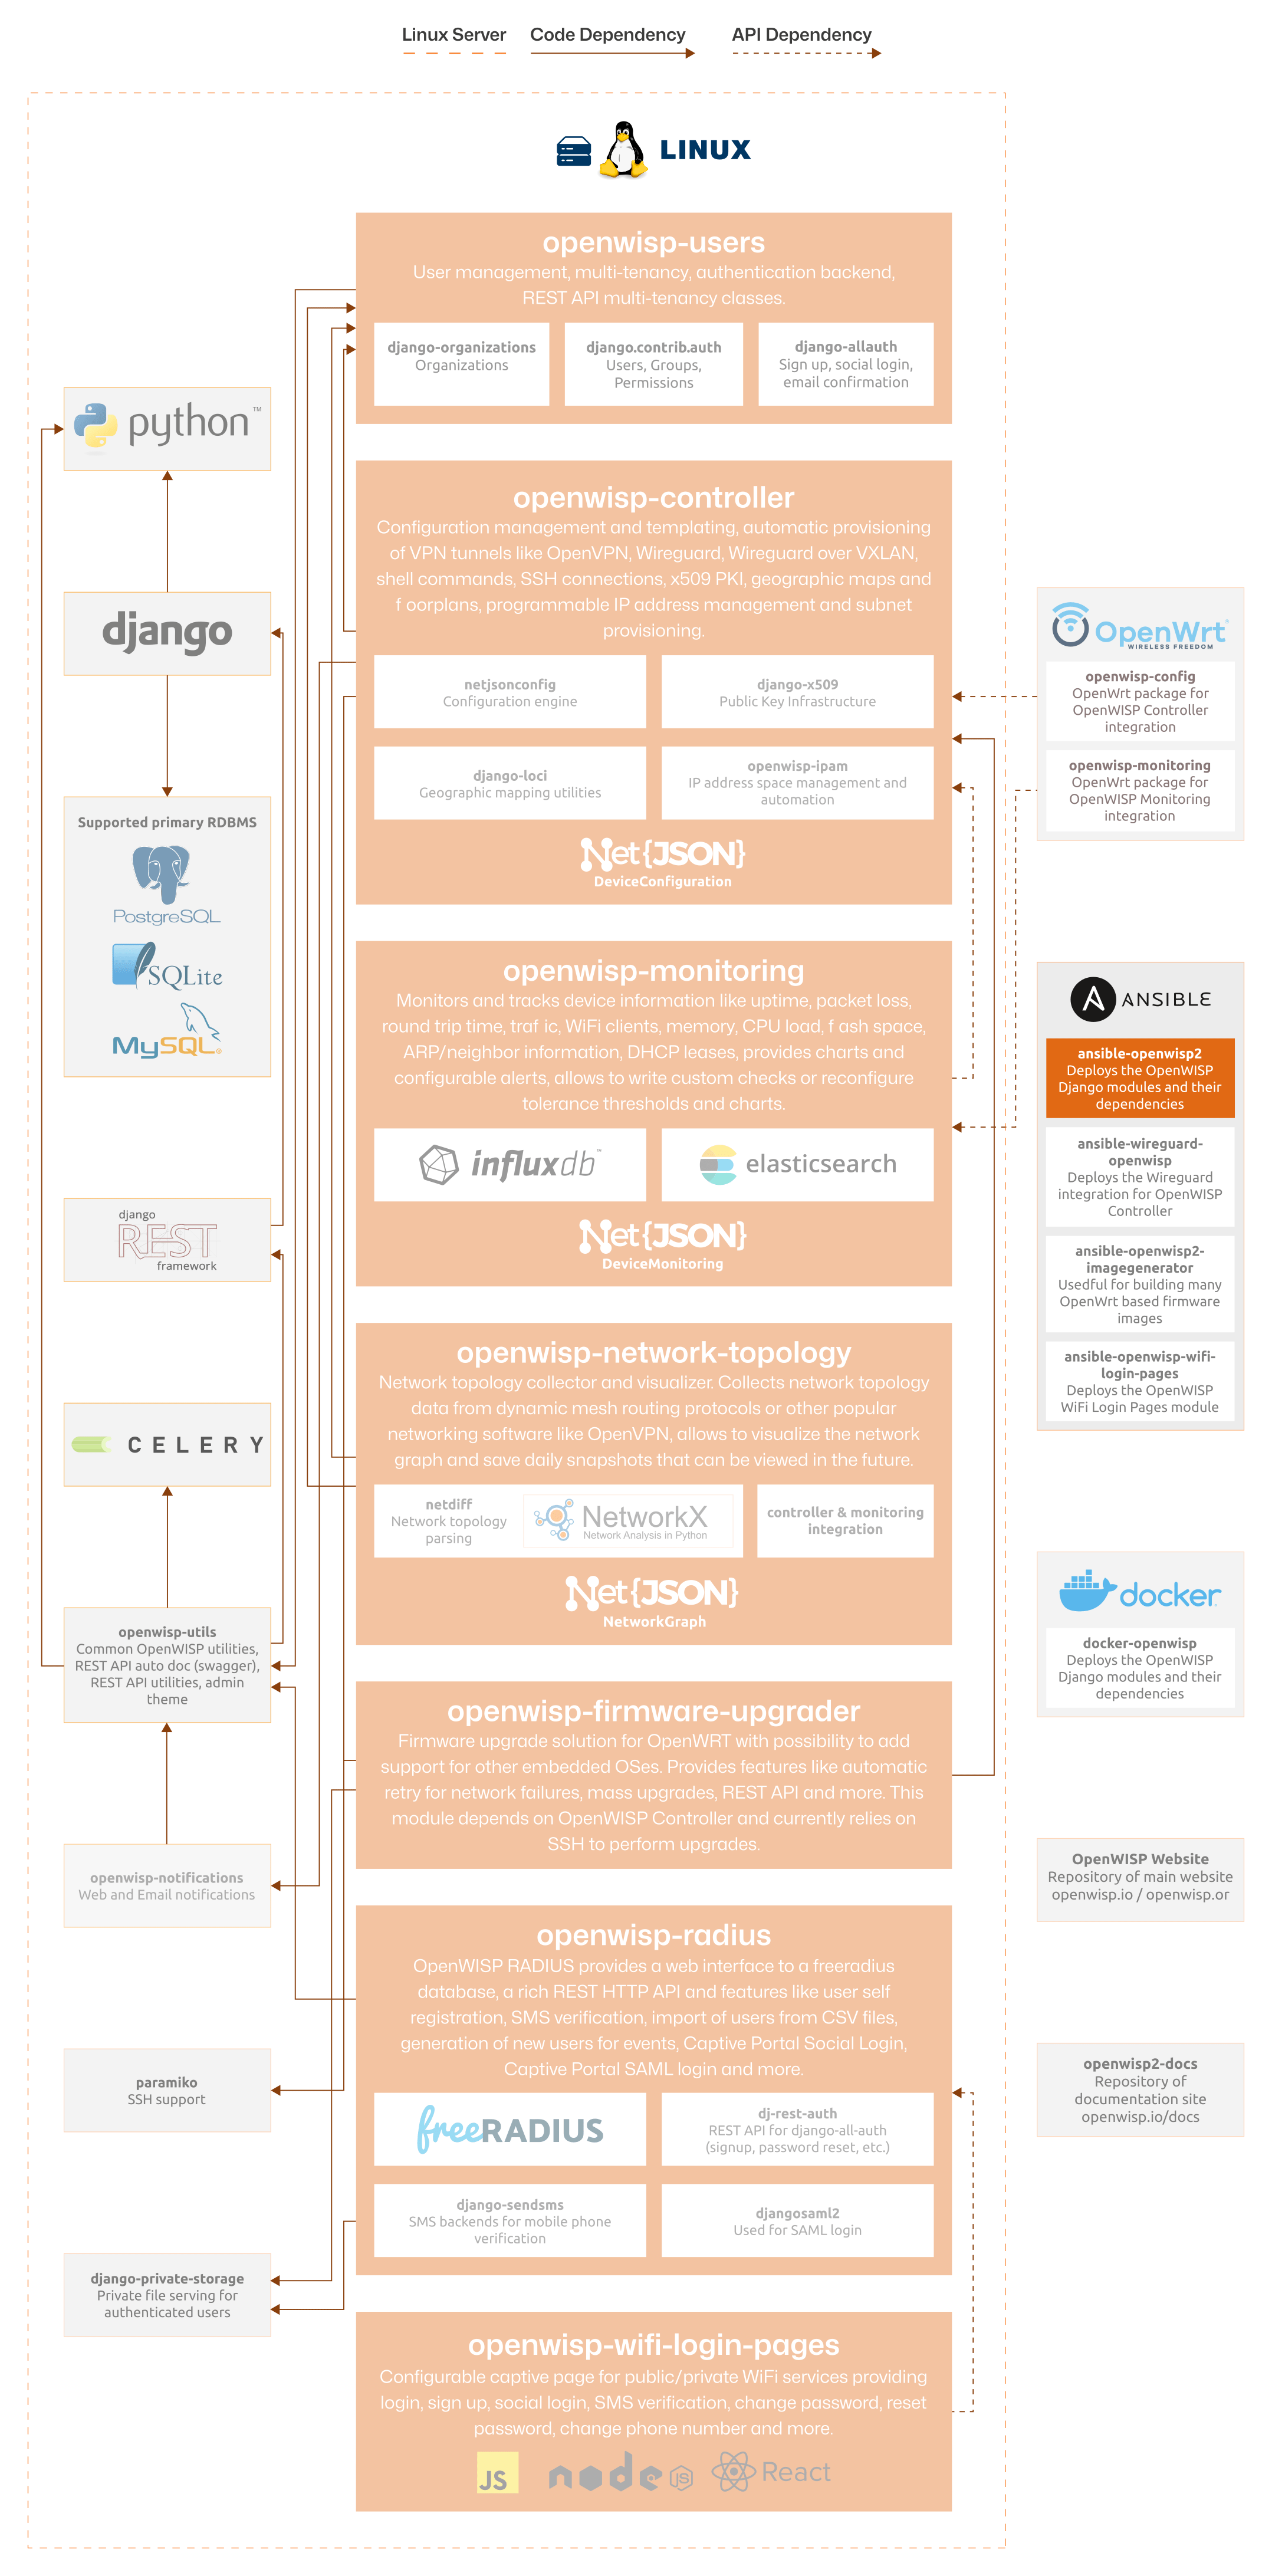 Linux Server
Code Dependency
API Dependency
LINUX
openwisp-users
User management, multi-tenancy, authentication backend,
REST API multi-tenancy classes.
django-organizations
Organizations
django.contrib.auth
Users, Groups,
Permissions
django-allauth
Sign up, social login,
email confirmation
python™
django
Supported primary RDBMS
PostgreSQL
SQLite
MySQL®
django
REST
framework
CELERY
openwisp-utils
Common OpenWISP utilities,
REST API auto doc (swagger),
REST API utilities, admin
theme
openwisp-notifications
Web and Email notifications
paramiko
SSH support
django-private-storage
Private file serving for
authenticated users
openwisp-controller
Configuration management and templating, automatic provisioning
of VPN tunnels like OpenVPN, Wireguard, Wireguard over VXLAN,
shell commands, SSH connections, x509 PKI, geographic maps and
f oorplans, programmable IP address management and subnet
provisioning.
netjsonconfig
Configuration engine
django-x509
Public Key Infrastructure
django-loci
Geographic mapping utilities
openwisp-ipam
IP address space management and
automation
Net{JSON}
DeviceConfiguration
openwisp-monitoring
Monitors and tracks device information like uptime, packet loss,
round trip time, traf ic, WiFi clients, memory, CPU load, f ash space,
ARP/neighbor information, DHCP leases, provides charts and
configurable alerts, allows to write custom checks or reconfigure
tolerance thresholds and charts.
influxdb™
elasticsearch
Net{JSON}
DeviceMonitoring
openwisp-network-topology
Network topology collector and visualizer. Collects network topology
data from dynamic mesh routing protocols or other popular
networking software like OpenVPN, allows to visualize the network
graph and save daily snapshots that can be viewed in the future.
netdiff
Network topology
parsing
NetworkX
Network Analysis in Python
controller & monitoring
integration
Net{JSON}
NetworkGraph
openwisp-firmware-upgrader
Firmware upgrade solution for OpenWRT with possibility to add
support for other embedded OSes. Provides features like automatic
retry for network failures, mass upgrades, REST API and more. This
module depends on OpenWISP Controller and currently relies on
SSH to perform upgrades.
openwisp-radius
OpenWISP RADIUS provides a web interface to a freeradius
database, a rich REST HTTP API and features like user self
registration, SMS verification, import of users from CSV files,
generation of new users for events, Captive Portal Social Login,
Captive Portal SAML login and more.
freeRADIUS
dj-rest-auth
REST API for django-all-auth
(signup, password reset, etc.)
django-sendsms
SMS backends for mobile phone
verification
djangosaml2
Used for SAML login
openwisp-wifi-login-pages
Configurable captive page for public/private WiFi services providing
login, sign up, social login, SMS verification, change password, reset
password, change phone number and more.
JS
node
JS
React
OpenWrt
WIRELESS FREEDOM
openwisp-config
OpenWrt package for
OpenWISP Controller
integration
openwisp-monitoring
OpenWrt package for
OpenWISP Monitoring
integration
A ANSIBLE
ansible-openwisp2
Deploys the OpenWISP
Django modules and their
dependencies
ansible-wireguard-
openwisp
Deploys the Wireguard
integration for OpenWISP
Controller
ansible-openwisp2-
imagegenerator
Usedful for building many
OpenWrt based firmware
images
ansible-openwisp-wifi-
login-pages
Deploys the OpenWISP
WiFi Login Pages module
docker
docker-openwisp
Deploys the OpenWISP
Django modules and their
dependencies
OpenWISP Website
Repository of main website
openwisp.io / openwisp.or
openwisp2-docs
Repository of
documentation site
openwisp.io/docs